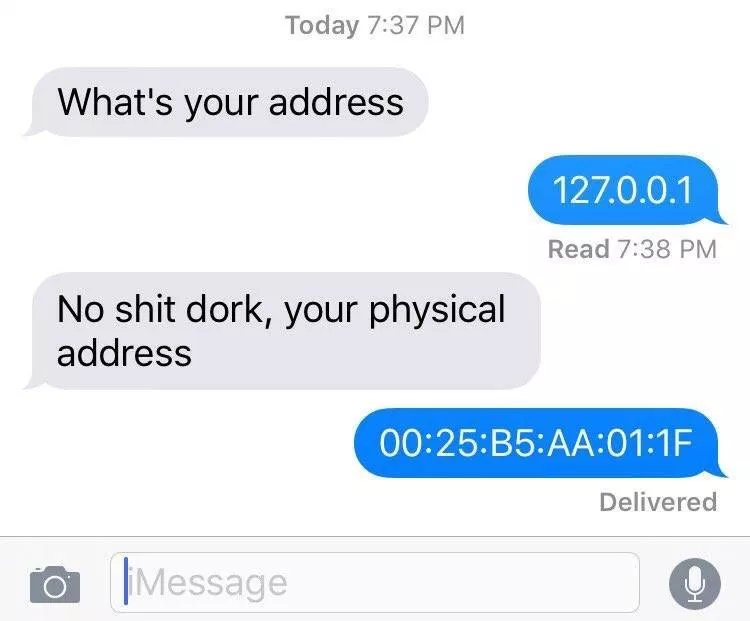 Today 7:37 PM
What's your address
127.0.0.1
Read 7:38 PM
No shit dork, your physical
address
00:25:B5:AA:01:1F
Delivered
iMessage